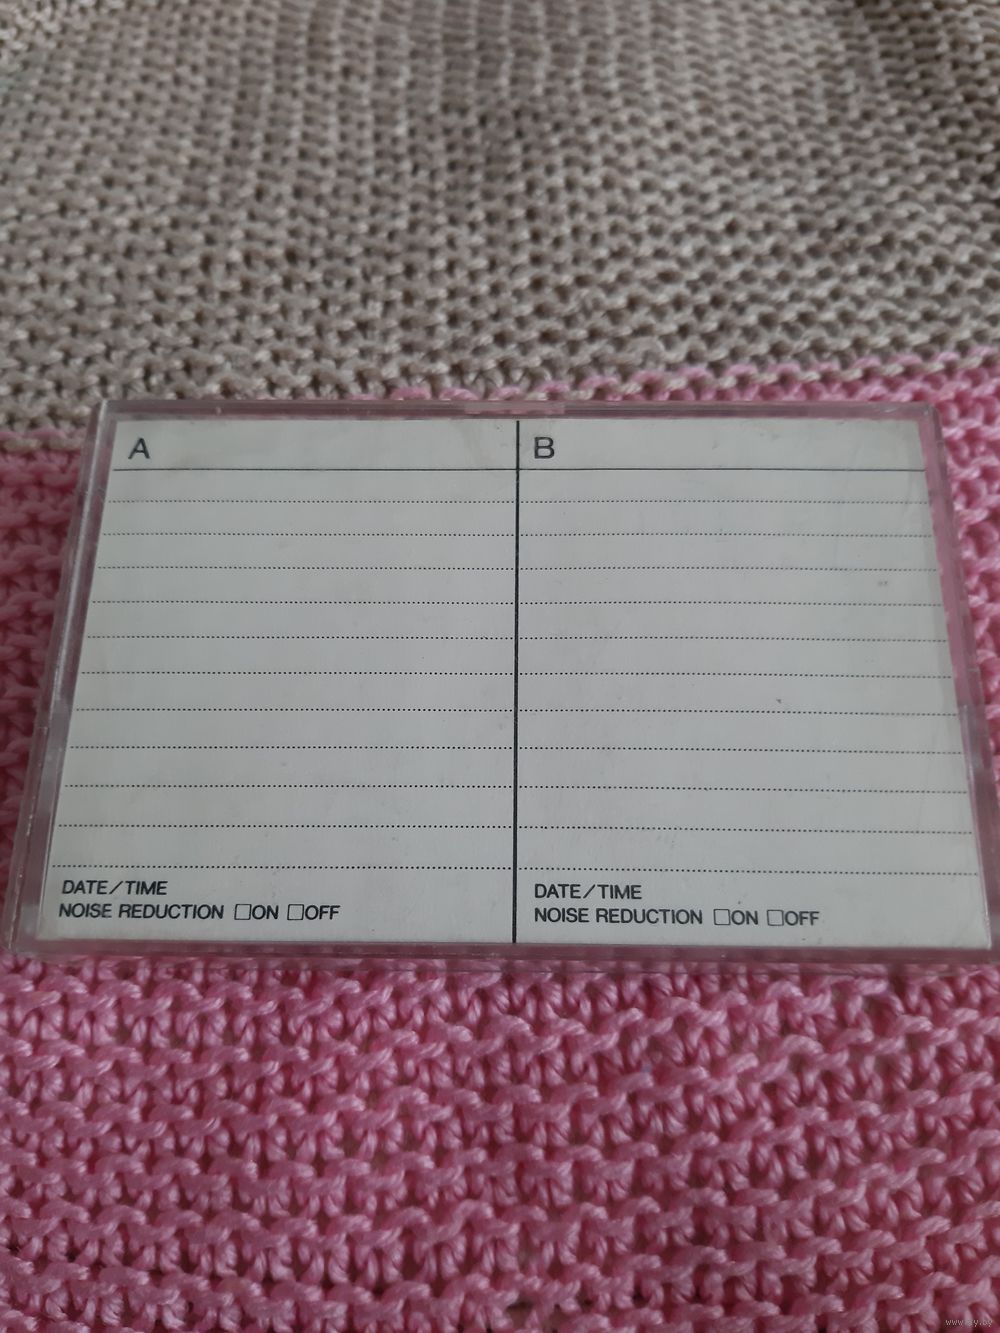 A
B
DATE/TIME
NOISE REDUCTION ☐ON ☐OFF
DATE/TIME
NOISE REDUCTION ☐ON ☐OFF